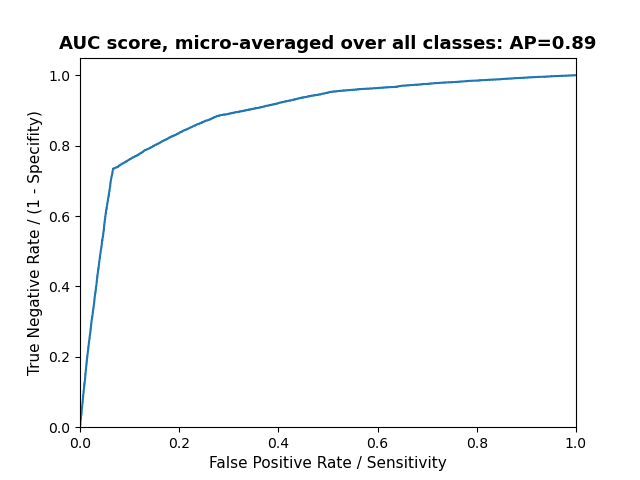 AUC score, micro-averaged over all classes: AP=0.89
True Negative Rate / (1 - Specifity)
1.0
0.8
0.6
0.4
0.2
0.0
0.0 0.2 0.4 0.6 0.8 1.0
False Positive Rate / Sensitivity